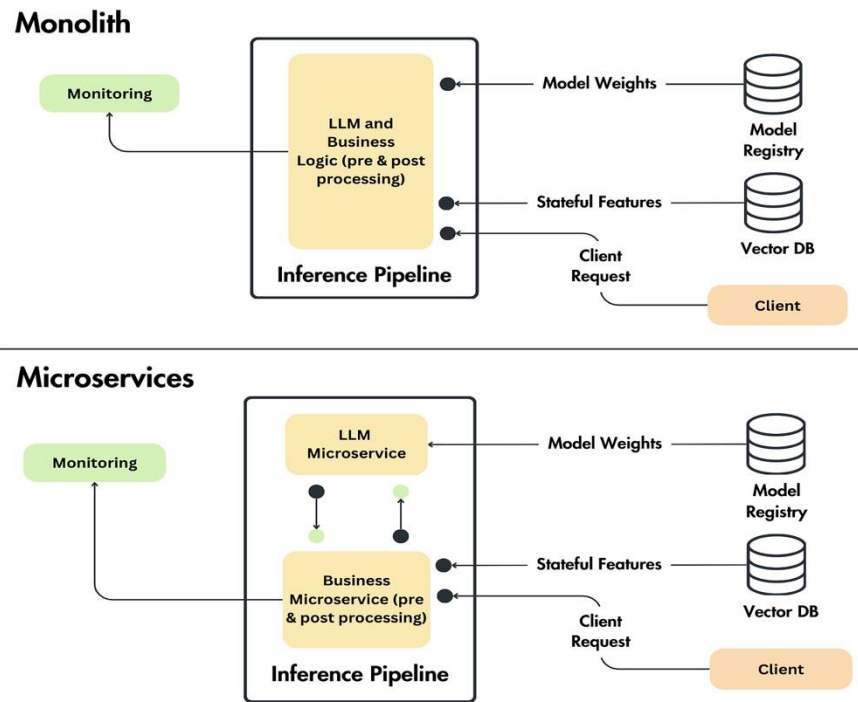 Monolith
Monitoring
LLM and
Business
Logic (pre & post
processing)
Inference Pipeline
Model Weights
Model
Registry
Stateful Features
Vector DB
Client
Request
Client
Microservices
Monitoring
LLM
Microservice
Business
Microservice (pre
& post processing)
Inference Pipeline
Model Weights
Model
Registry
Stateful Features
Vector DB
Client
Request
Client